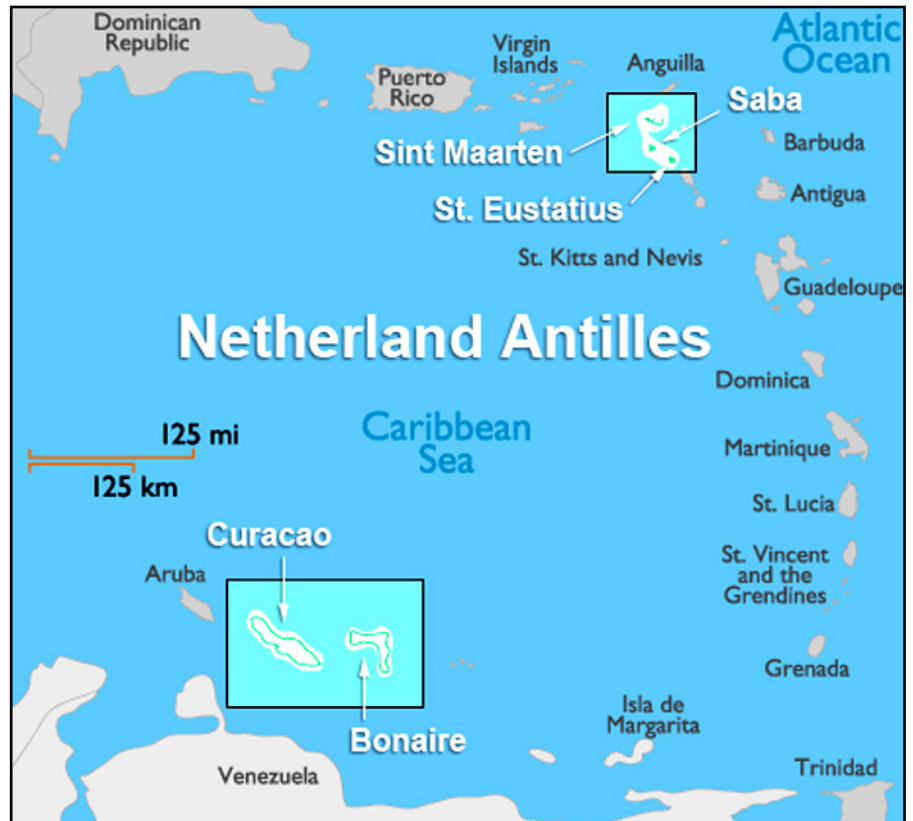 Dominican
Republic
Atlantic
Ocean
Virgin
Islands
Anguilla
Puerto
Rico
Saba
Sint Maarten
Barbuda
St. Eustatius
Antigua
St. Kitts and Nevis
Guadeloupe
Netherland Antilles
Dominica
Caribbean
Sea
125 mi
125 km
Martinique
St. Lucia
Curacao
Aruba
St. Vincent
and the
Grendines
Grenada
Isla de
Margarita
Bonaire
Venezuela
Trinidad